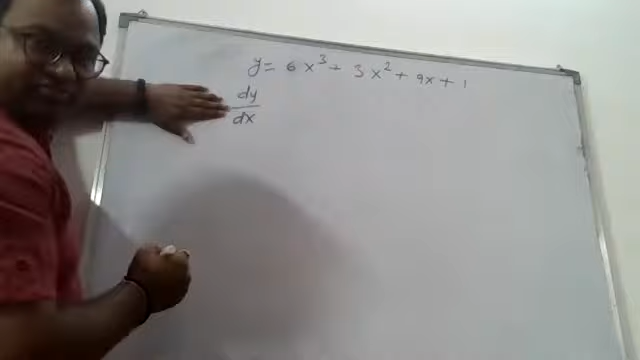 y = 6x³ + 3x² + 9x + 1
dy
dx